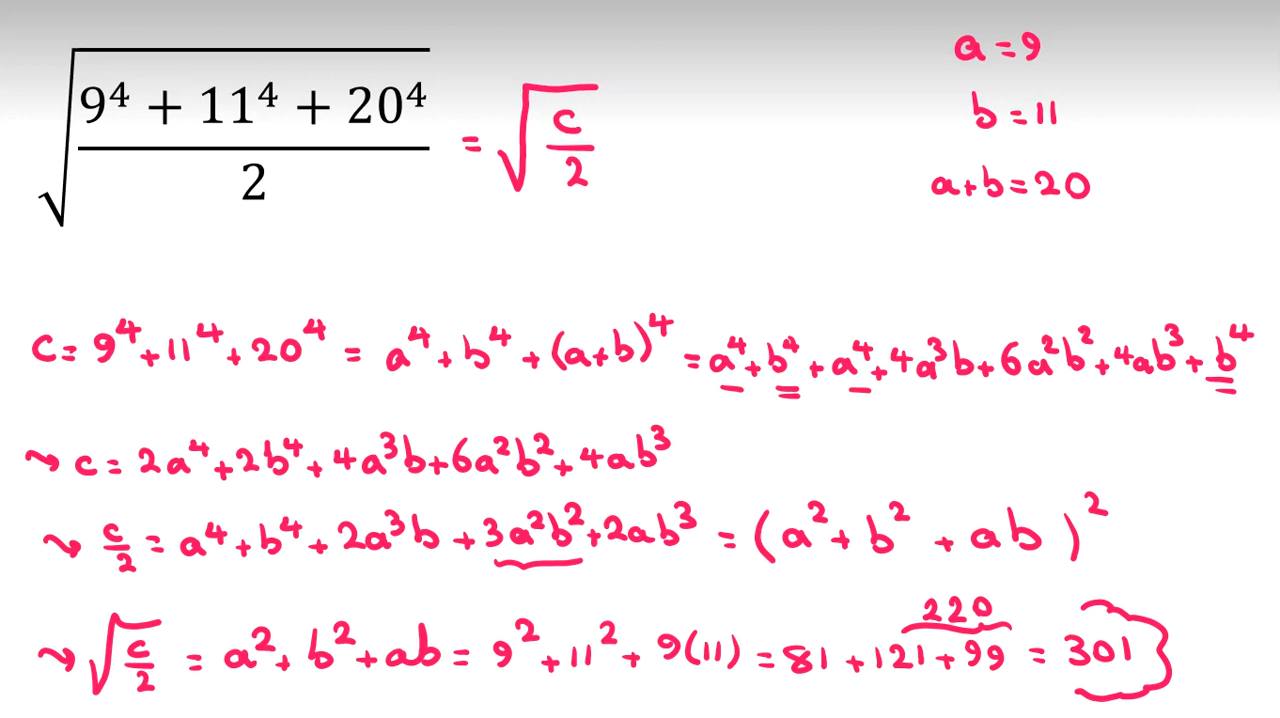 √((9⁴ + 11⁴ + 20⁴)/2) = √(c/2)
a = 9
b = 11
a+b = 20
c = 9⁴ + 11⁴ + 20⁴ = a⁴ + b⁴ + (a+b)⁴ = a⁴ + b⁴ + a⁴ + 4a³b + 6a²b² + 4ab³ + b⁴
⤳ c = 2a⁴ + 2b⁴ + 4a³b + 6a²b² + 4ab³
⤳ c/2 = a⁴ + b⁴ + 2a³b + 3a²b² + 2ab³ = (a² + b² + ab)²
220
⤳ √(c/2) = a² + b² + ab = 9² + 11² + 9(11) = 81 + 121 + 99 = 301